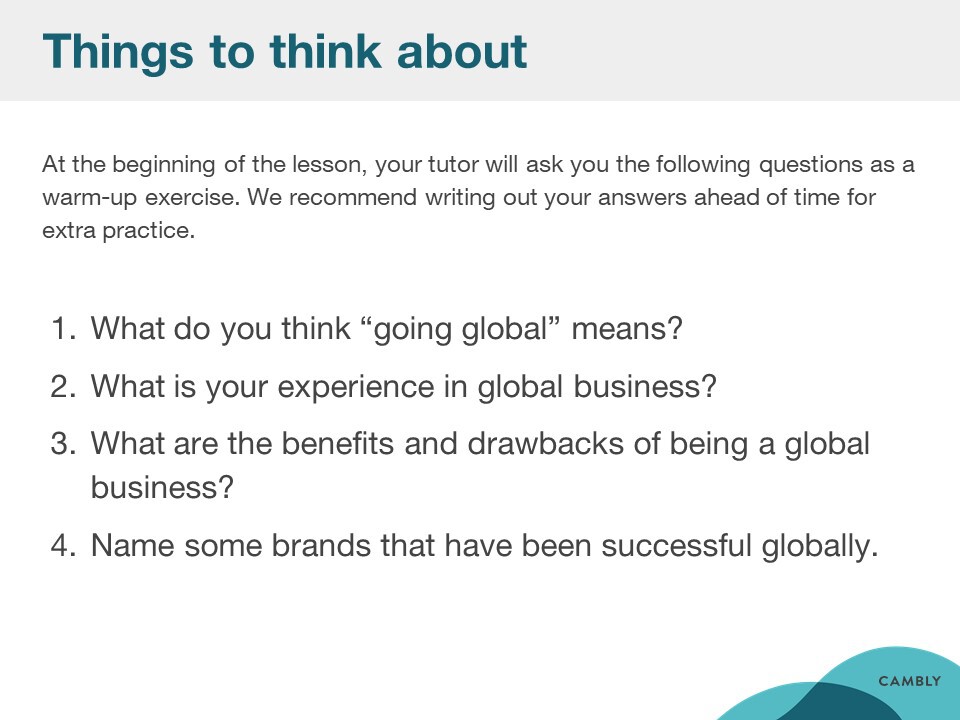 Things to think about
At the beginning of the lesson, your tutor will ask you the following questions as a
warm-up exercise. We recommend writing out your answers ahead of time for
extra practice.
1. What do you think “going global” means?
2. What is your experience in global business?
3. What are the benefits and drawbacks of being a global
business?
4. Name some brands that have been successful globally.
CAMBLY